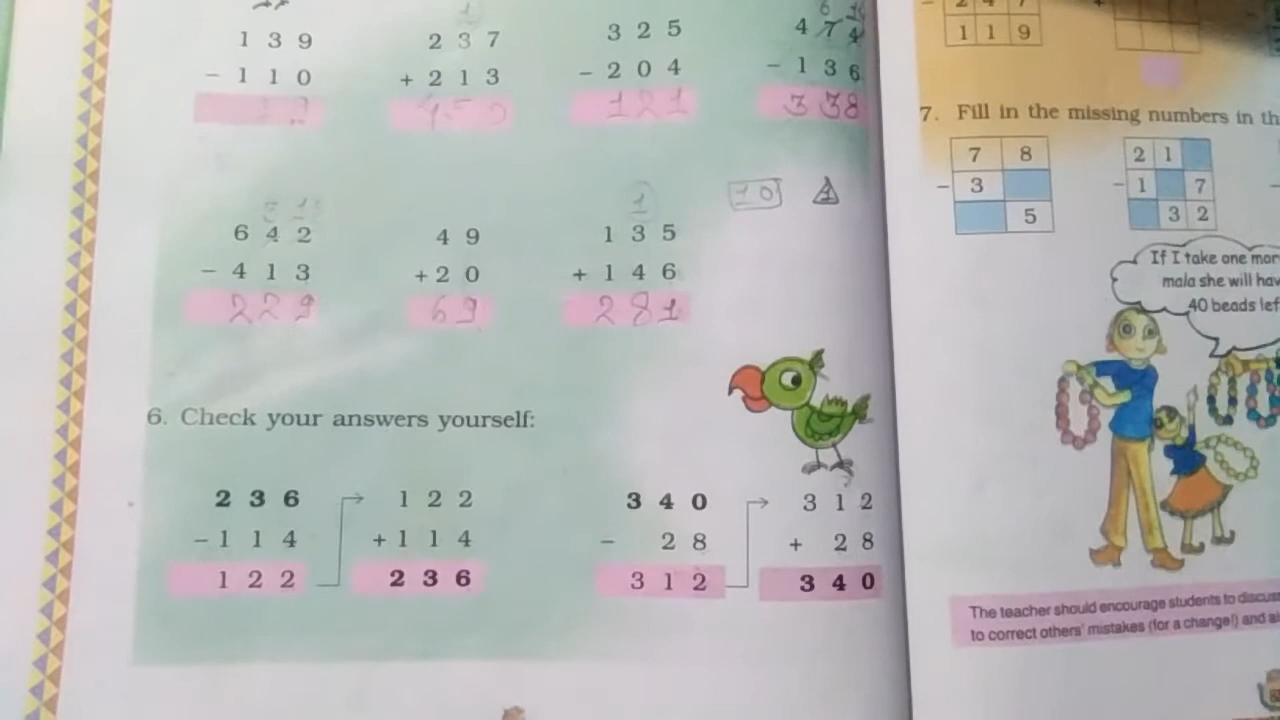 1
1 3 9
- 1 1 0
2 3 7
+ 2 1 3
3 2 5
- 2 0 4
1 2 1
4 7 4
- 1 3 6
3 3 8
6 4 2
- 4 1 3
2 2 9
4 9
+ 2 0
6 9
1
1 3 5
+ 1 4 6
2 8 1
10
6. Check your answers yourself:
2 3 6
- 1 1 4
1 2 2
1 2 2
+ 1 1 4
2 3 6
3 4 0
- 2 8
3 1 2
3 1 2
+ 2 8
3 4 0
1 1 9
7. Fill in the missing numbers in th
7 8
- 3
5
2 1
- 1 7
3 2
If I take one mor
mala she will hav
40 beads lef
The teacher should encourage students to discus
to correct others' mistakes (for a change!) and al